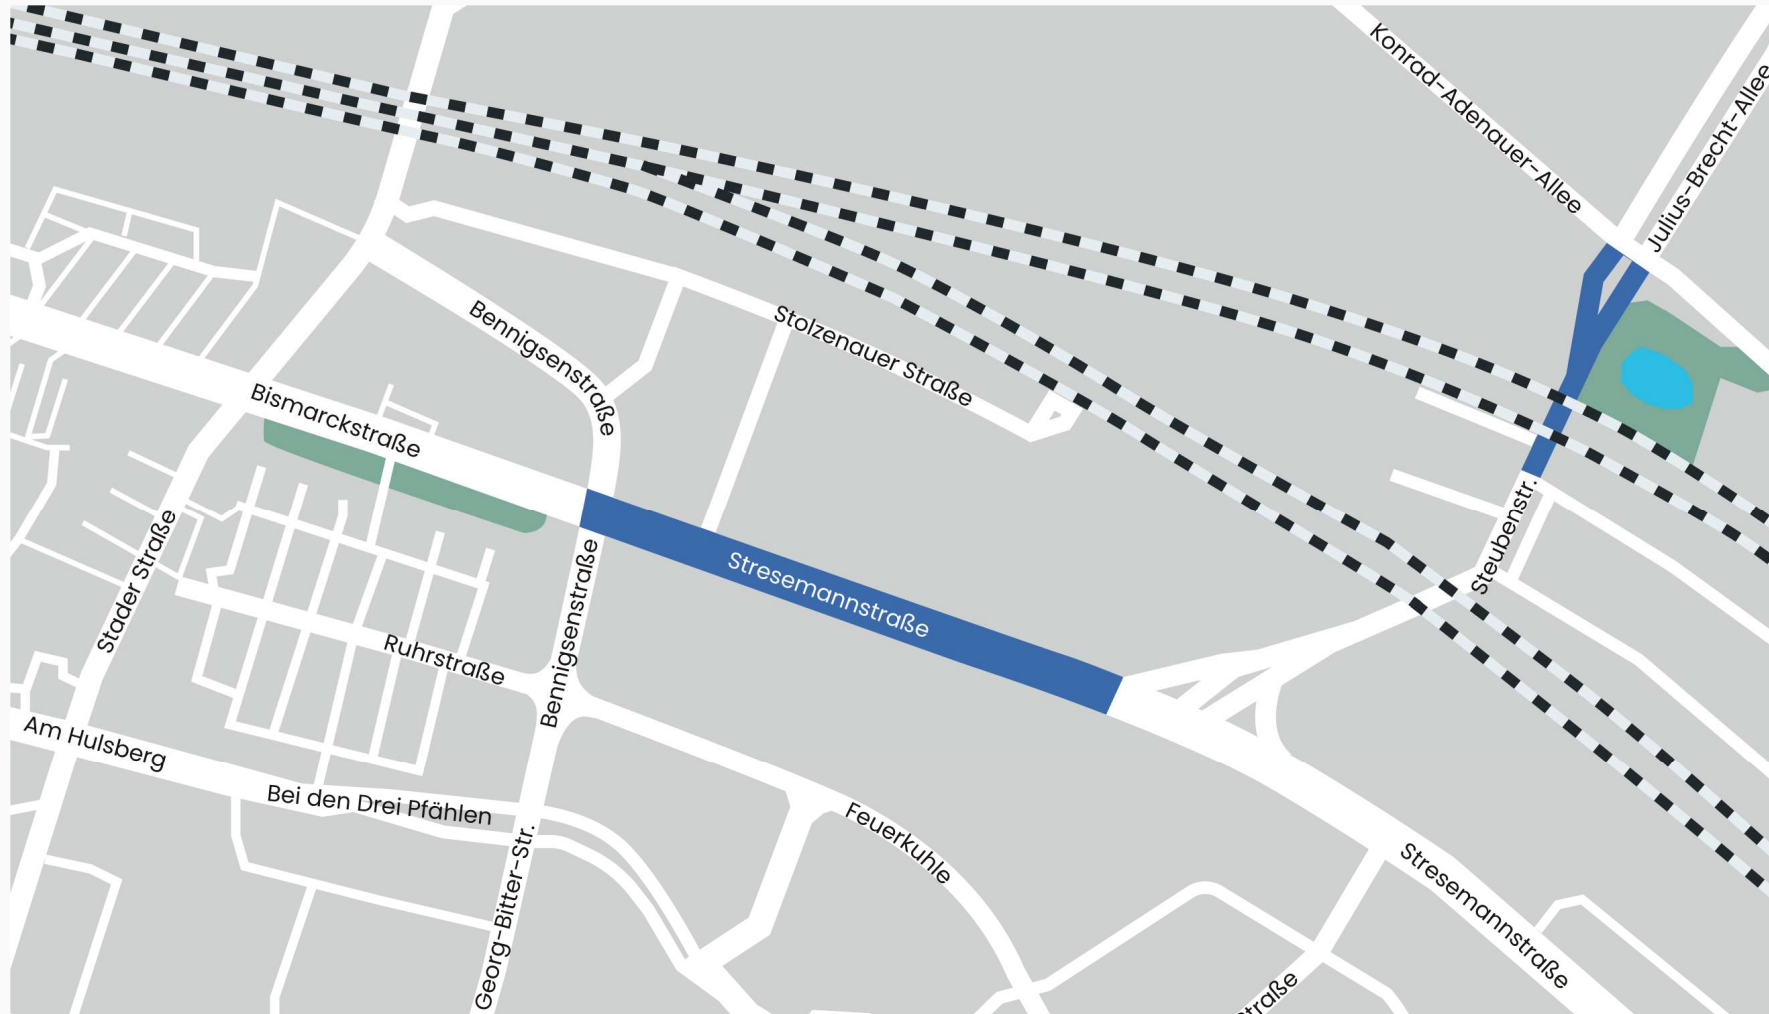 Konrad-Adenauer-Allee
Julius-Brecht-Allee
Bennigsenstraße
Stolzenauer Straße
Bismarckstraße
Steubenstr.
Stader Straße
Bennigsenstraße
Stresemannstraße
Ruhrstraße
Am Hulsberg
Bei den Drei Pfählen
Feuerkuhle
Georg-Bitter-Str.
Stresemannstraße